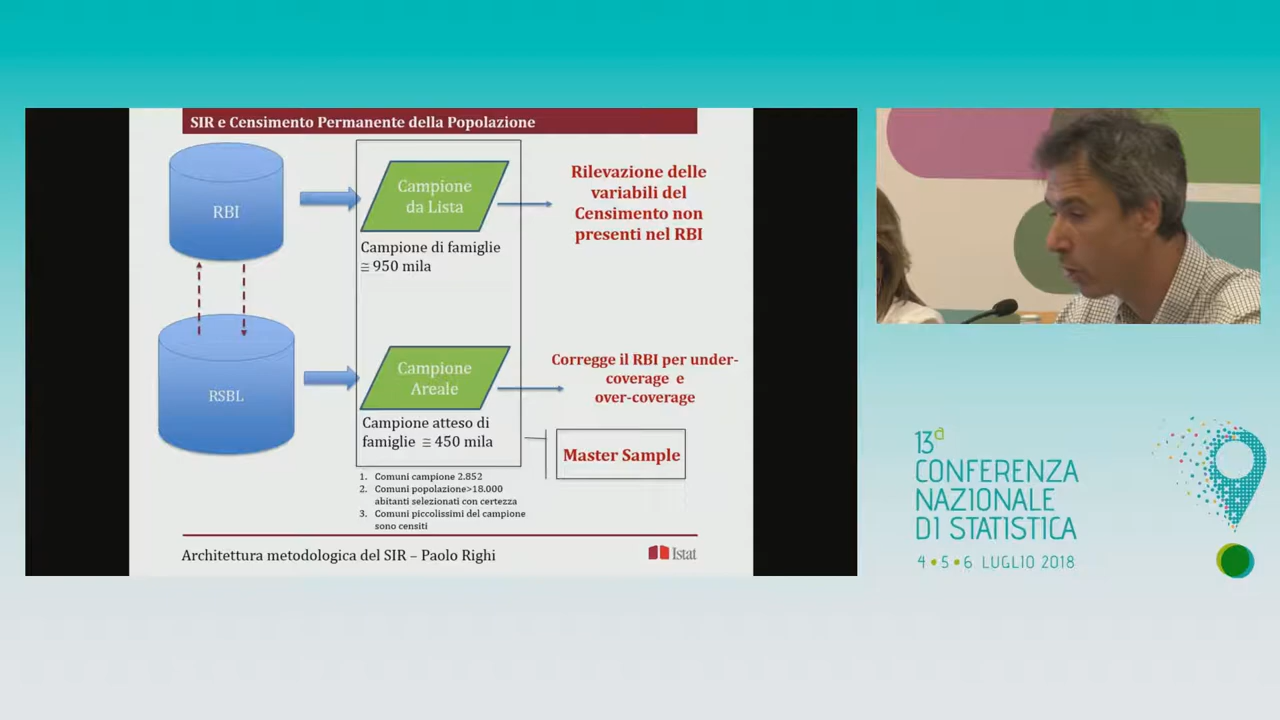 SIR e Censimento Permanente della Popolazione
RBI
Campione
da Lista
Rilevazione delle
variabili del
Censimento non
presenti nel RBI
Campione di famiglie
≅ 950 mila
RSBL
Campione
Areale
Corregge il RBI per under-
coverage e
over-coverage
Campione atteso di
famiglie ≅ 450 mila
Master Sample
1. Comuni campione 2.852
2. Comuni popolazione>18.000
abitanti selezionati con certezza
3. Comuni piccolissimi del campione
sono censiti
Architettura metodologica del SIR – Paolo Righi
Istat
13ª
CONFERENZA
NAZIONALE
DI STATISTICA
4 • 5 • 6 LUGLIO 2018